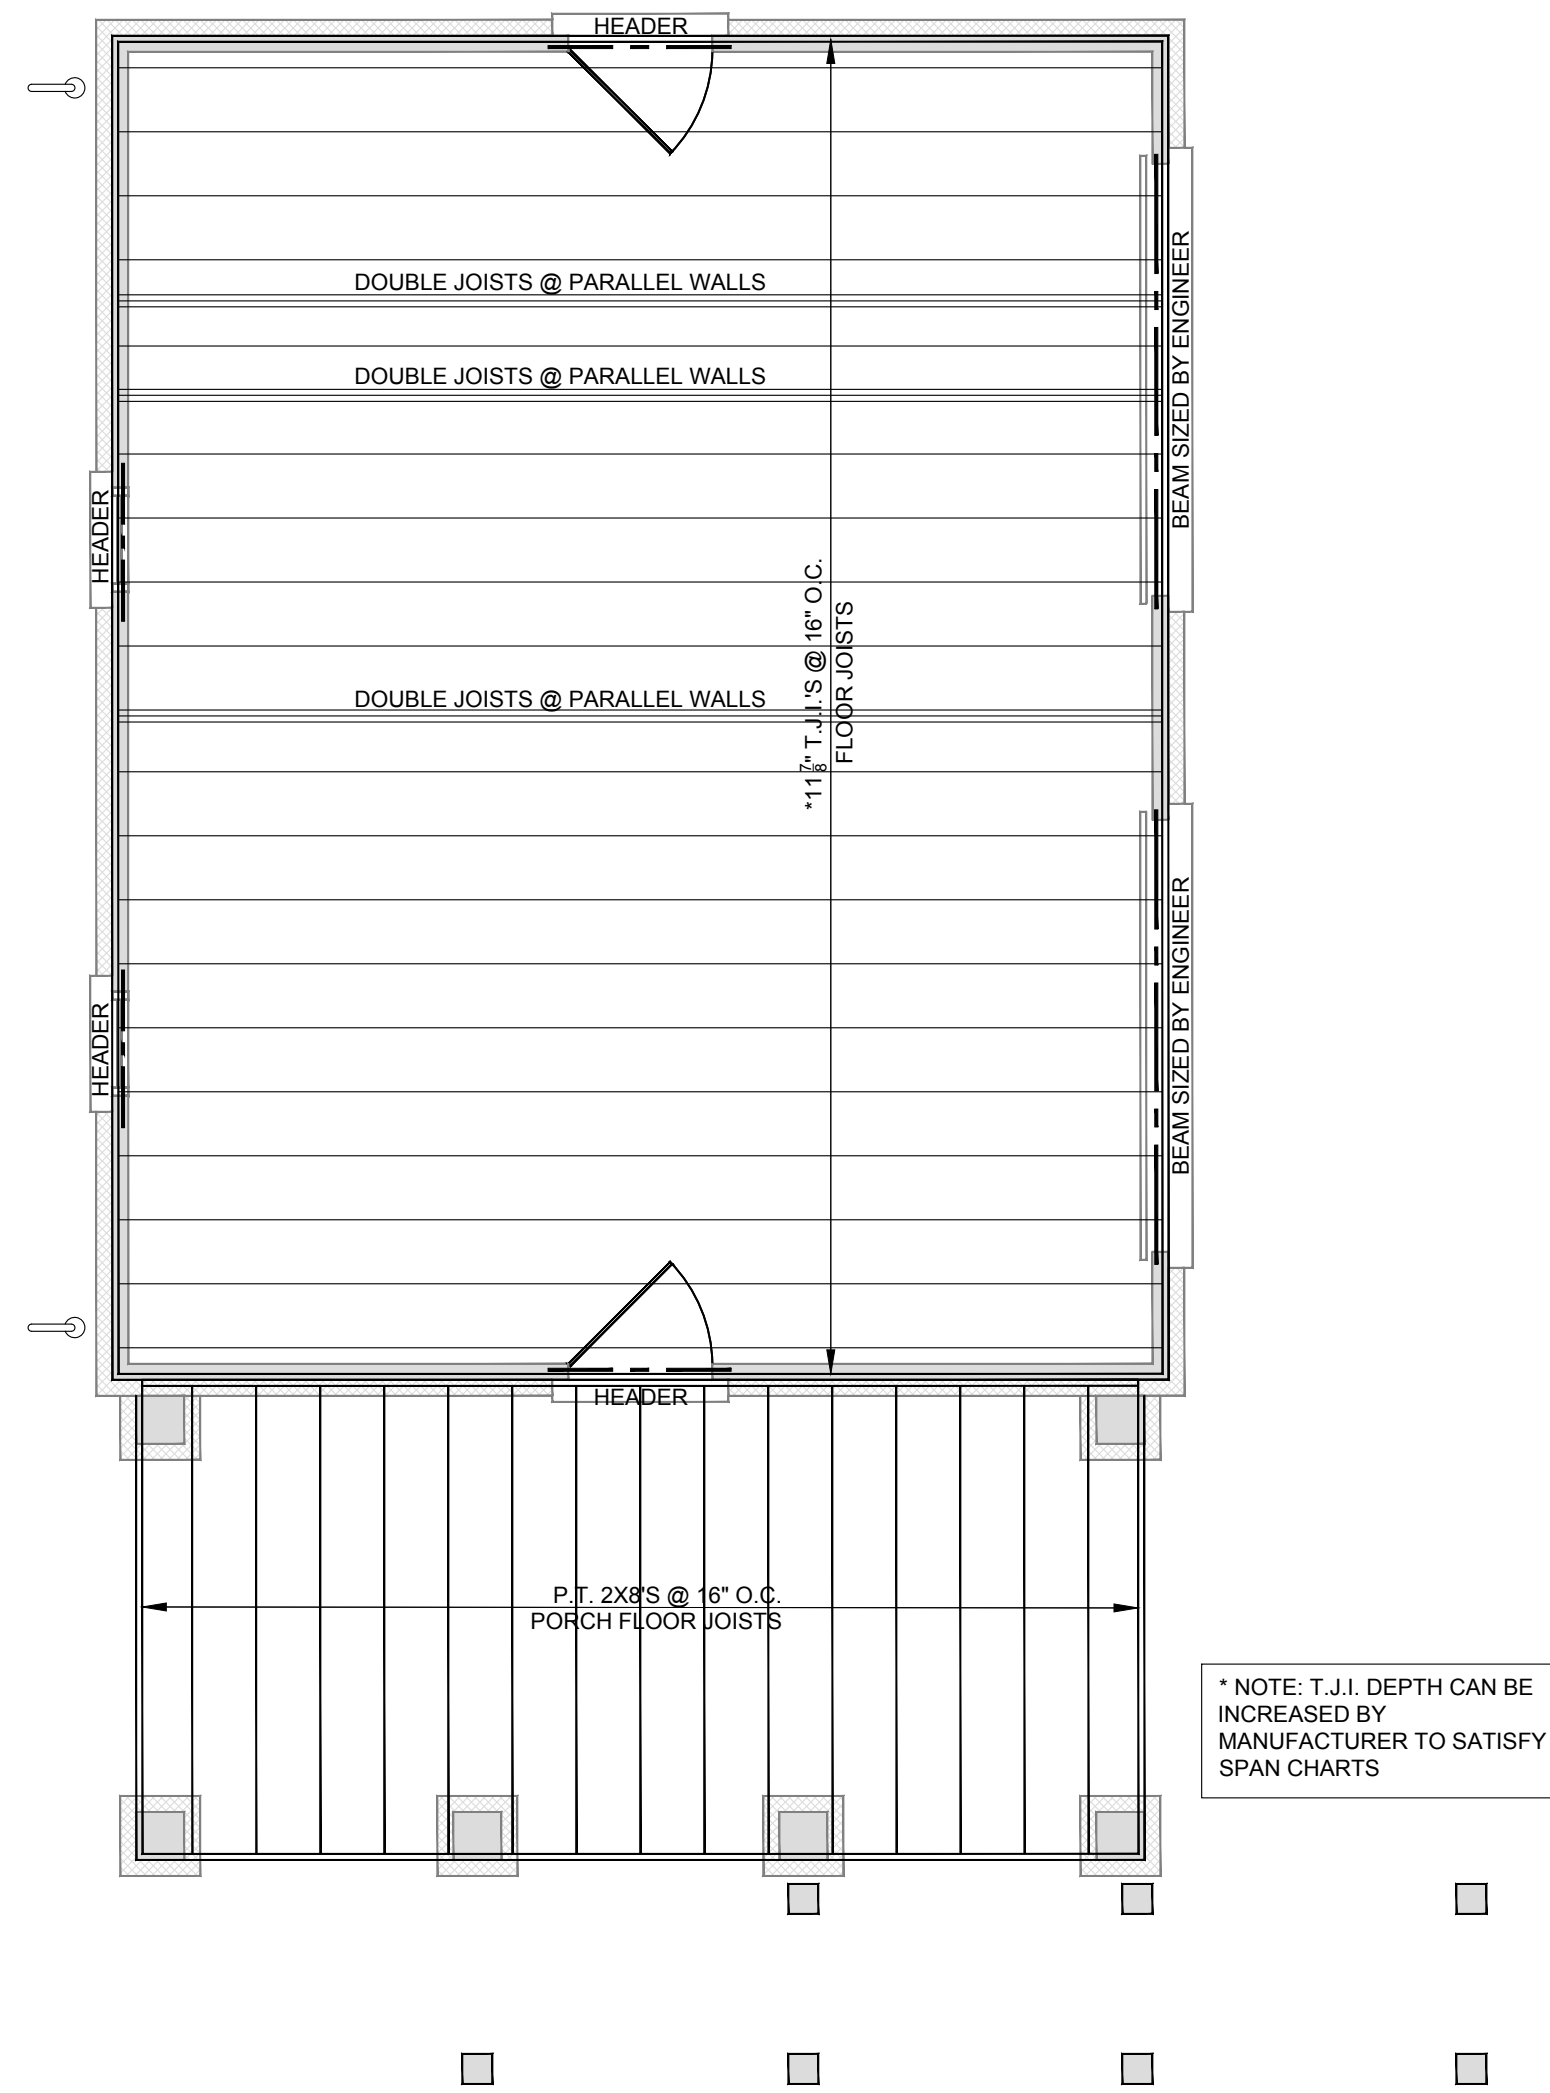 HEADER
DOUBLE JOISTS @ PARALLEL WALLS
BEAM SIZED BY ENGINEER
DOUBLE JOISTS @ PARALLEL WALLS
HEADER
*11 7/8" T.J.I.'S @ 16" O.C.
FLOOR JOISTS
DOUBLE JOISTS @ PARALLEL WALLS
HEADER
BEAM SIZED BY ENGINEER
HEADER
P.T. 2X8'S @ 16" O.C.
PORCH FLOOR JOISTS
* NOTE: T.J.I. DEPTH CAN BE
INCREASED BY
MANUFACTURER TO SATISFY
SPAN CHARTS